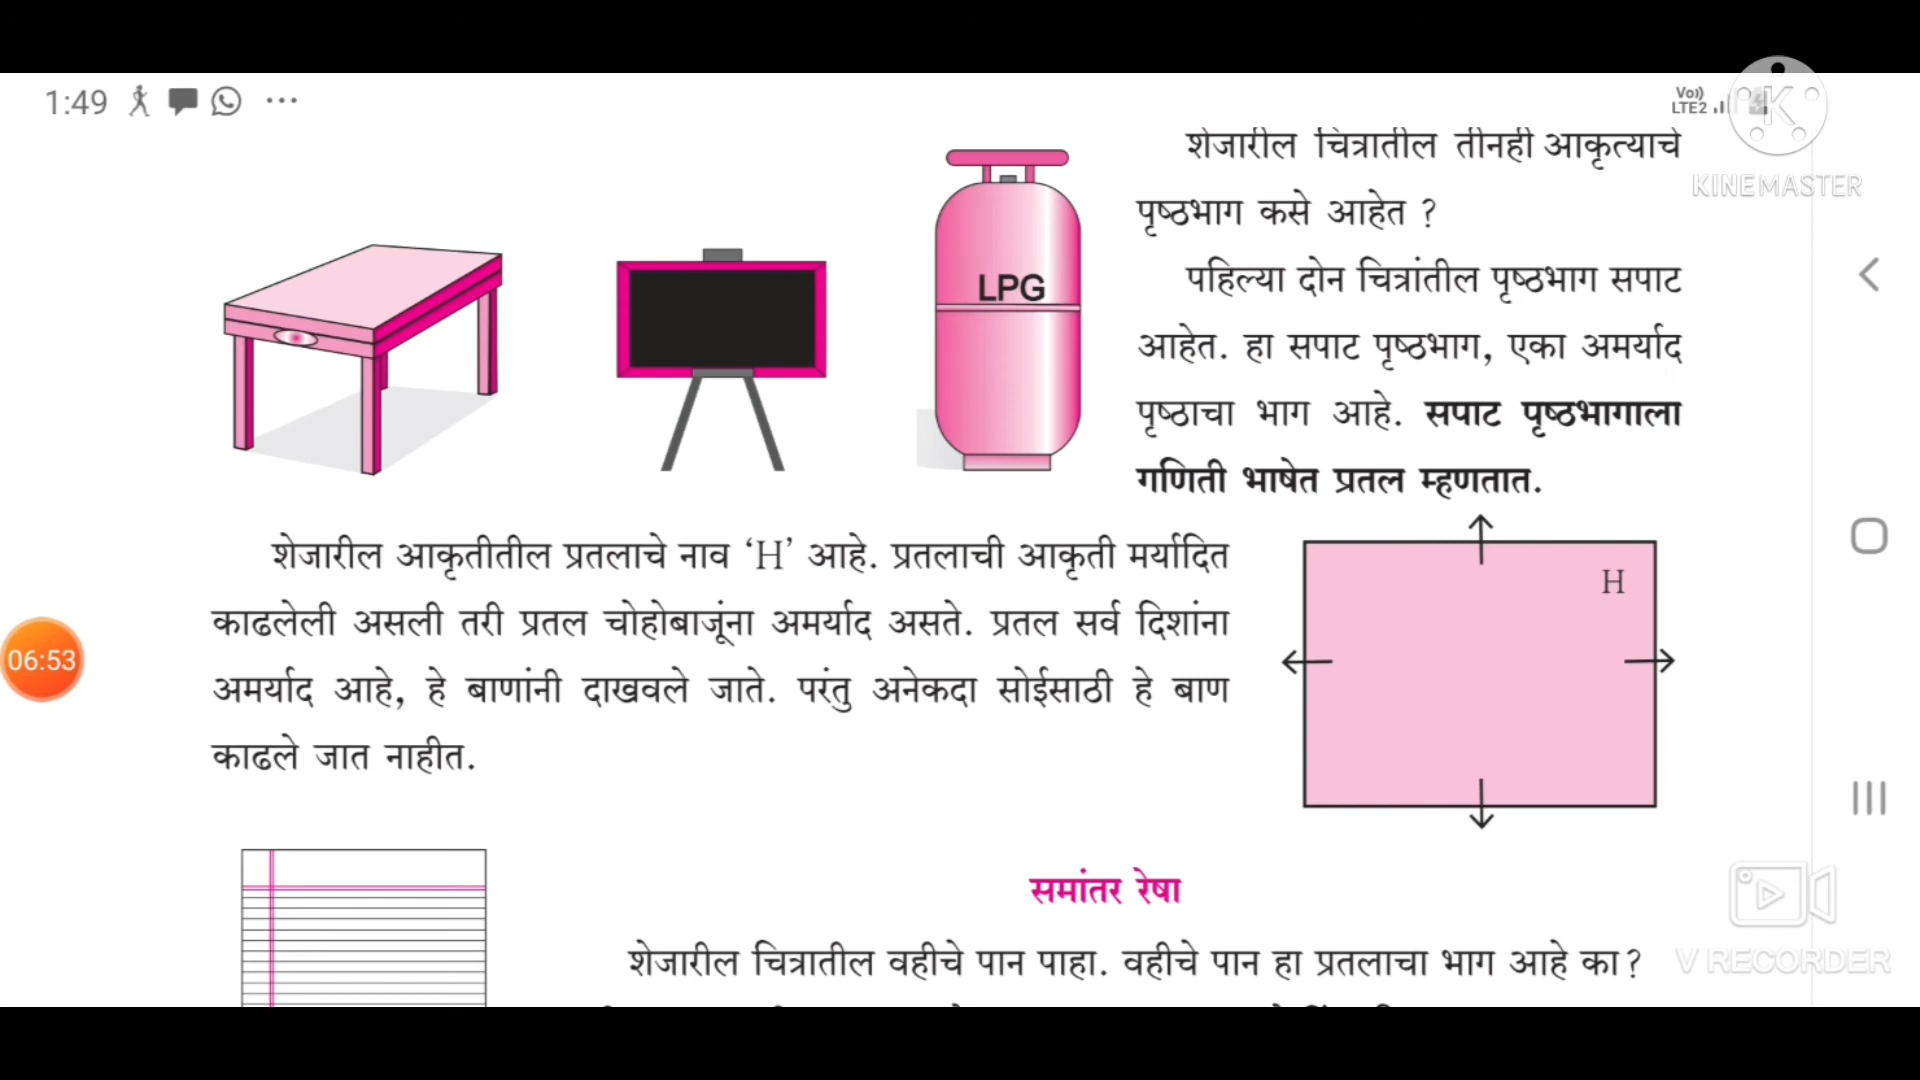 1:49
Vo)) LTE2
KINEMASTER
शेजारील चित्रातील तीनही आकृत्याचे
पृष्ठभाग कसे आहेत ?
पहिल्या दोन चित्रांतील पृष्ठभाग सपाट
आहेत. हा सपाट पृष्ठभाग, एका अमर्याद
पृष्ठाचा भाग आहे. सपाट पृष्ठभागाला
गणिती भाषेत प्रतल म्हणतात.
LPG
शेजारील आकृतीतील प्रतलाचे नाव ‘H’ आहे. प्रतलाची आकृती मर्यादित
काढलेली असली तरी प्रतल चोहोबाजूंना अमर्याद असते. प्रतल सर्व दिशांना
अमर्याद आहे, हे बाणांनी दाखवले जाते. परंतु अनेकदा सोईसाठी हे बाण
काढले जात नाहीत.
H
06:53
समांतर रेषा
शेजारील चित्रातील वहीचे पान पाहा. वहीचे पान हा प्रतलाचा भाग आहे का?
V RECORDER